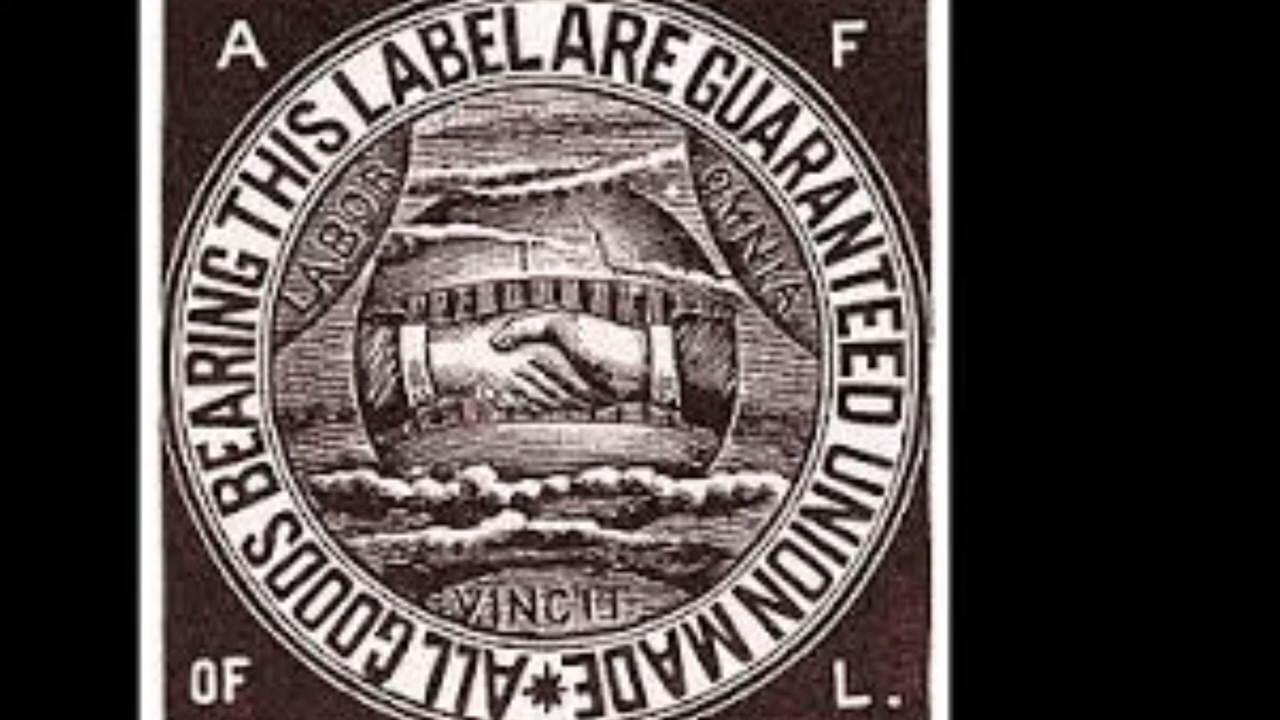 A F
ALL GOODS BEARING THIS LABEL ARE GUARANTEED UNION MADE
LABOR
OMNIA
VINCIT
OF L.